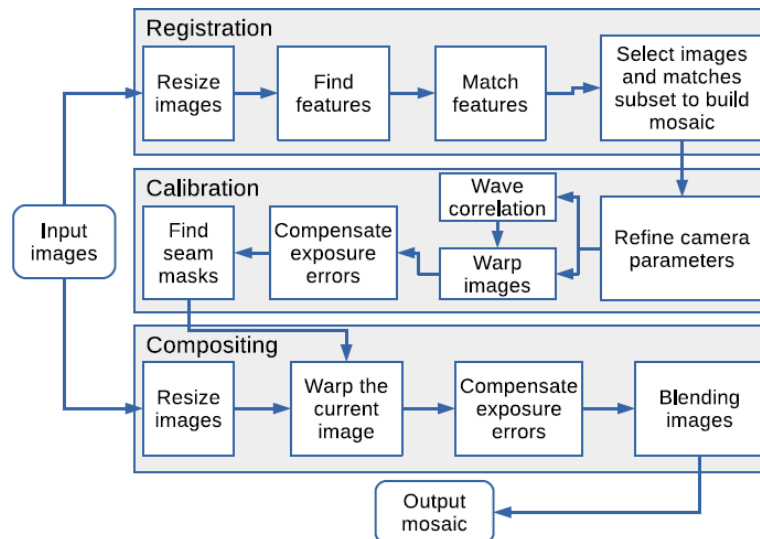 Registration
Resize
images
Find
features
Match
features
Select images
and matches
subset to build
mosaic
Input
images
Calibration
Find
seam
masks
Compensate
exposure
errors
Wave
correlation
Warp
images
Refine camera
parameters
Compositing
Resize
images
Warp the
current
image
Compensate
exposure
errors
Blending
images
Output
mosaic